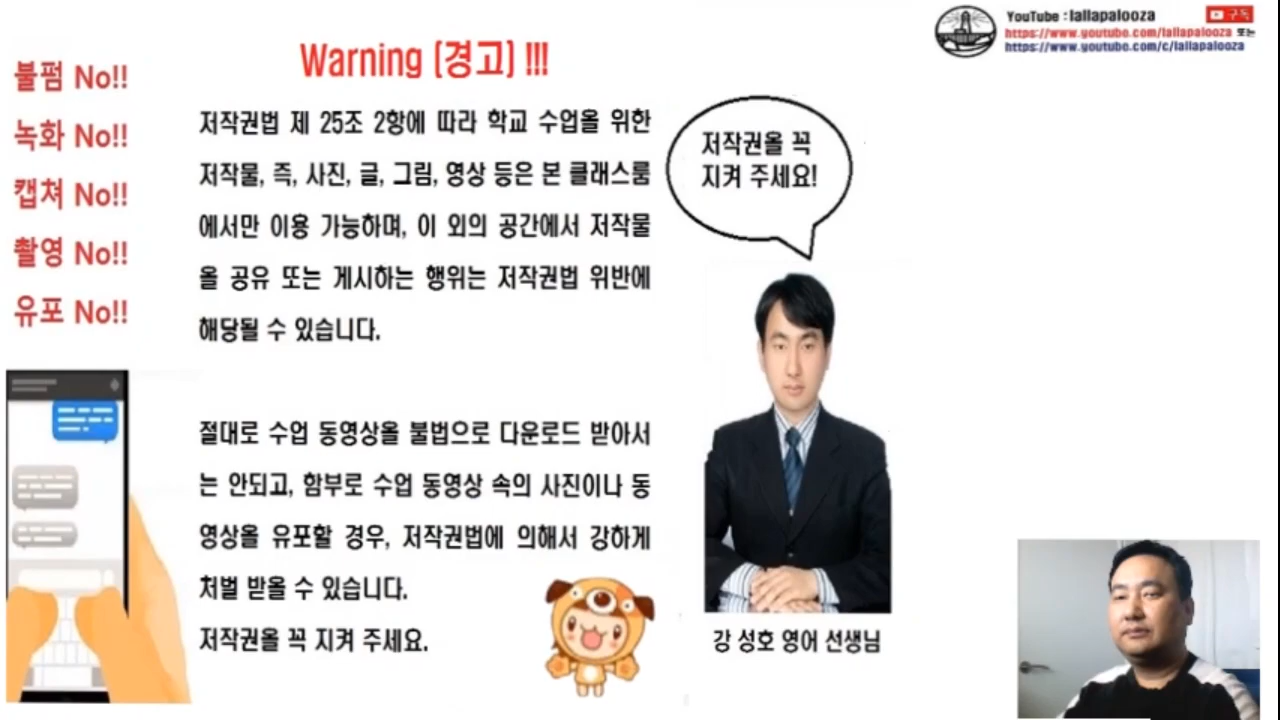 YouTube : lallapalooza
구독
https://www.youtube.com/lallapalooza 또는
https://www.youtube.com/c/lallapalooza
Warning (경고) !!!
불펌 No!!
녹화 No!!
캡쳐 No!!
촬영 No!!
유포 No!!
저작권법 제 25조 2항에 따라 학교 수업을 위한
저작물, 즉, 사진, 글, 그림, 영상 등은 본 클래스룸
에서만 이용 가능하며, 이 외의 공간에서 저작물
을 공유 또는 게시하는 행위는 저작권법 위반에
해당될 수 있습니다.
절대로 수업 동영상을 불법으로 다운로드 받아서
는 안되고, 함부로 수업 동영상 속의 사진이나 동
영상을 유포할 경우, 저작권법에 의해서 강하게
처벌 받을 수 있습니다.
저작권을 꼭 지켜 주세요.
저작권을 꼭
지켜 주세요!
강 성호 영어 선생님